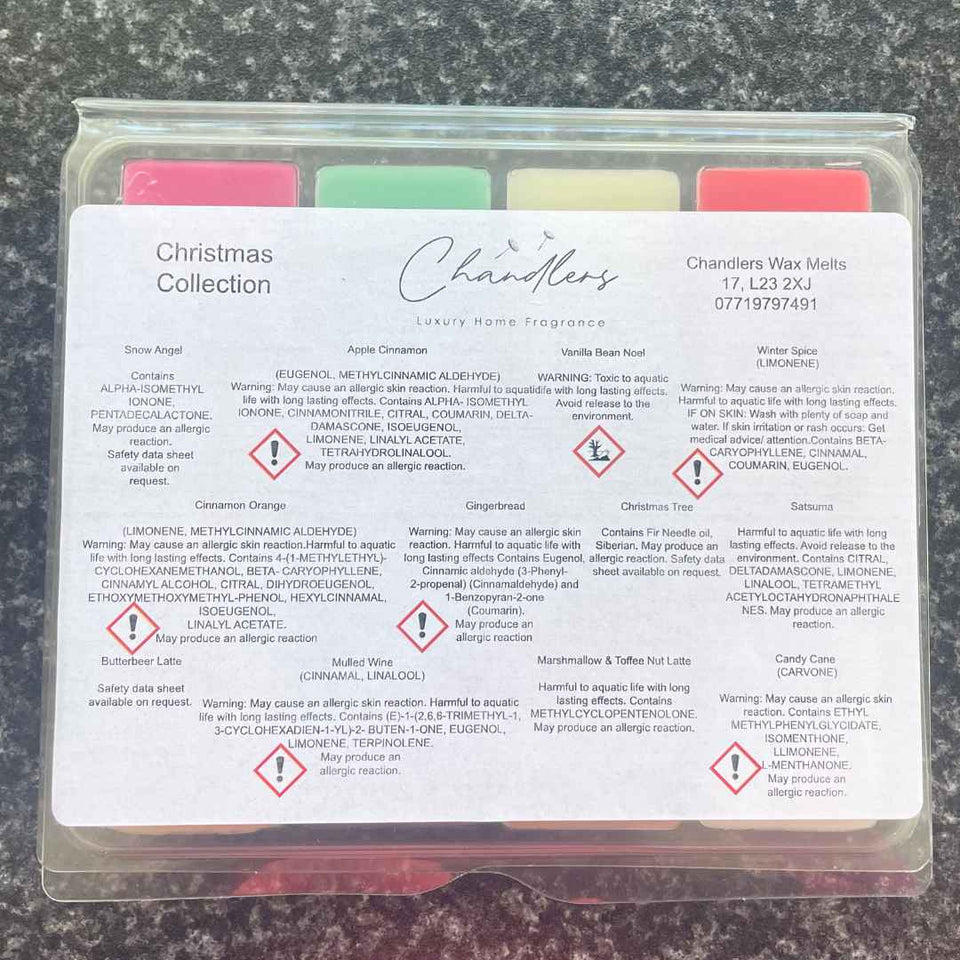 Christmas
Collection
Chandlers
Luxury Home Fragrance
Chandlers Wax Melts
17, L23 2XJ
07719797491
Snow Angel
Contains
ALPHA-ISOMETHYL
IONONE,
PENTADECALACTONE.
May produce an allergic
reaction.
Safety data sheet
available on
request.
Apple Cinnamon
(EUGENOL, METHYLCINNAMIC ALDEHYDE)
Warning: May cause an allergic skin reaction. Harmful to aquatic
life with long lasting effects. Contains ALPHA- ISOMETHYL
IONONE, CINNAMONITRILE, CITRAL, COUMARIN, DELTA-
DAMASCONE, ISOEUGENOL,
LIMONENE, LINALYL ACETATE,
TETRAHYDROLINALOOL.
May produce an allergic reaction.
Vanilla Bean Noel
WARNING: Toxic to aquatic
life with long lasting effects.
Avoid release to the
environment.
Winter Spice
(LIMONENE)
Warning: May cause an allergic skin reaction.
Harmful to aquatic life with long lasting effects.
IF ON SKIN: Wash with plenty of soap and
water. If skin irritation or rash occurs: Get
medical advice/ attention.Contains BETA-
CARYOPHYLLENE, CINNAMAL,
COUMARIN, EUGENOL.
Cinnamon Orange
(LIMONENE, METHYLCINNAMIC ALDEHYDE)
Warning: May cause an allergic skin reaction.Harmful to aquatic
life with long lasting effects. Contains 4-(1-METHYLETHYL)-
CYCLOHEXANEMETHANOL, BETA- CARYOPHYLLENE,
CINNAMYL ALCOHOL, CITRAL, DIHYDROEUGENOL,
ETHOXYMETHOXYMETHYL-PHENOL, HEXYLCINNAMAL,
ISOEUGENOL,
LINALYL ACETATE.
May produce an allergic reaction
Gingerbread
Warning: May cause an allergic skin
reaction. Harmful to aquatic life with
long lasting effects Contains Eugenol,
Cinnamic aldehyde (3-Phenyl-
2-propenal) (Cinnamaldehyde) and
1-Benzopyran-2-one
(Coumarin).
May produce an
allergic reaction
Christmas Tree
Contains Fir Needle oil,
Siberian. May produce an
allergic reaction. Safety data
sheet available on request.
Satsuma
Harmful to aquatic life with long
lasting effects. Avoid release to the
environment. Contains CITRAL,
DELTADAMASCONE, LIMONENE,
LINALOOL, TETRAMETHYL
ACETYLOCTAHYDRONAPHTHALE
NES. May produce an allergic
reaction.
Butterbeer Latte
Safety data sheet
available on request.
Mulled Wine
(CINNAMAL, LINALOOL)
Warning: May cause an allergic skin reaction. Harmful to aquatic
life with long lasting effects. Contains (E)-1-(2,6,6-TRIMETHYL-1,
3-CYCLOHEXADIEN-1-YL)-2- BUTEN-1-ONE, EUGENOL,
LIMONENE, TERPINOLENE.
May produce an
allergic reaction.
Marshmallow & Toffee Nut Latte
Harmful to aquatic life with long
lasting effects. Contains
METHYLCYCLOPENTENOLONE.
May produce an allergic reaction.
Candy Cane
(CARVONE)
Warning: May cause an allergic skin
reaction. Contains ETHYL
METHYLPHENYLGLYCIDATE,
ISOMENTHONE,
LLIMONENE,
L-MENTHANONE.
May produce an
allergic reaction.